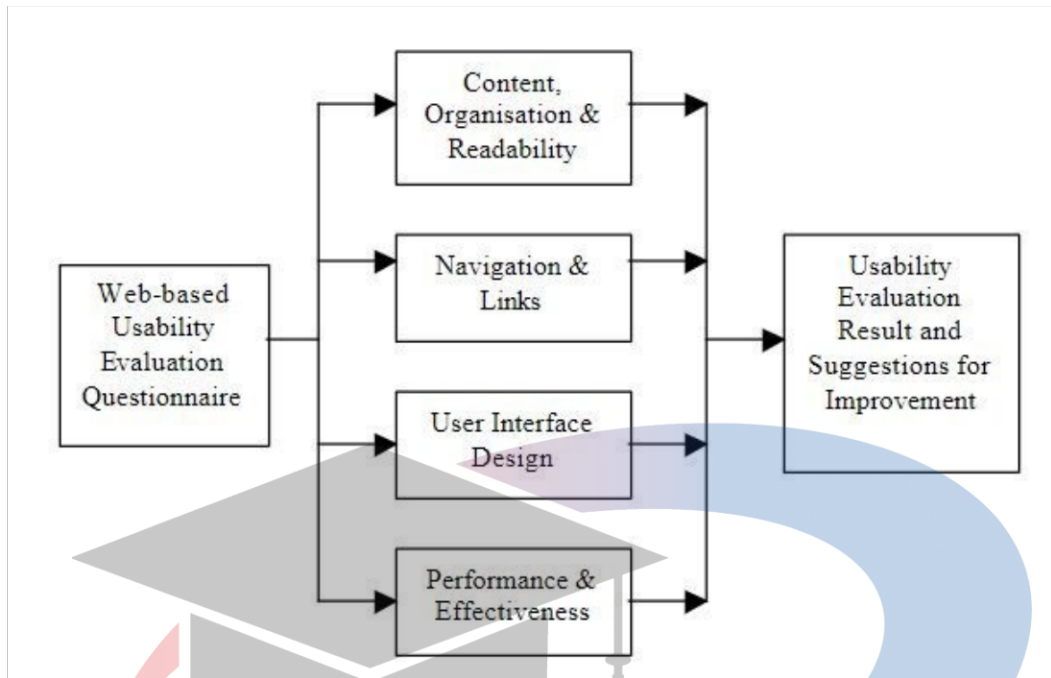 Content,
Organisation &
Readability
Navigation &
Links
Web-based
Usability
Evaluation
Questionnaire
Usability
Evaluation
Result and
Suggestions for
Improvement
User Interface
Design
Performance &
Effectiveness